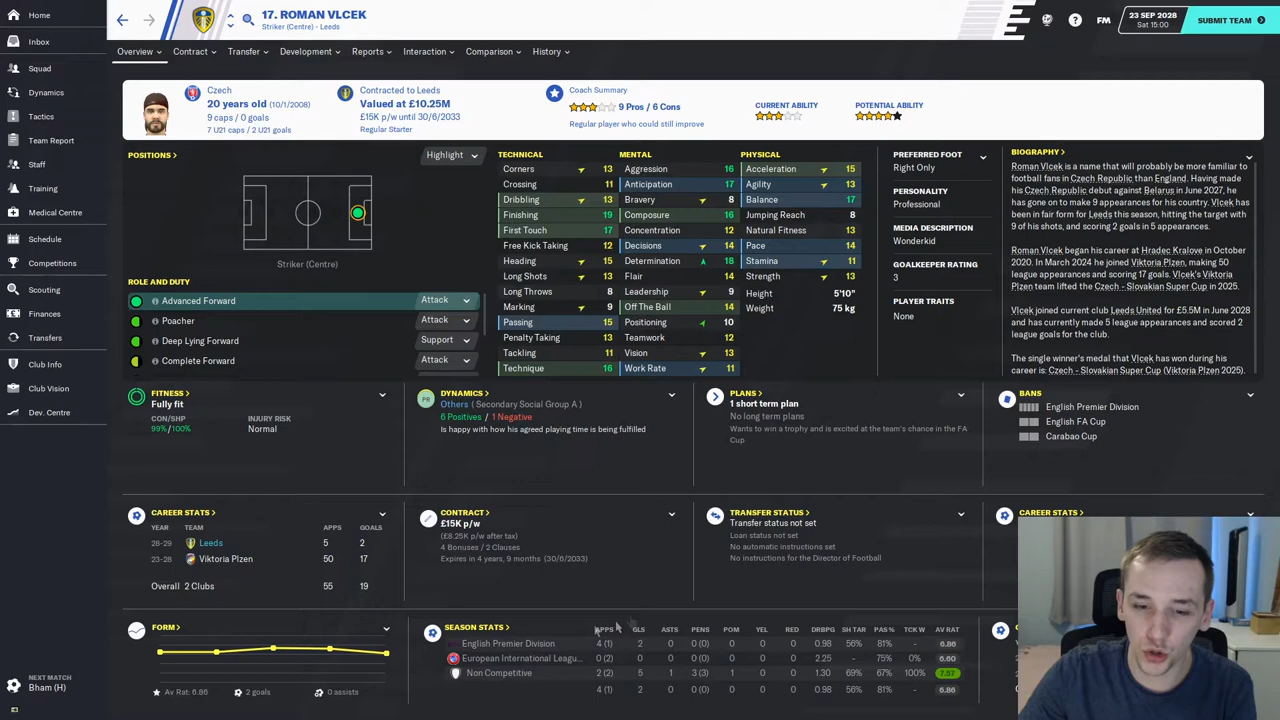 Home
Inbox
Squad
Dynamics
Tactics
Team Report
Staff
Training
Medical Centre
Schedule
Competitions
Scouting
Finances
Transfers
Club Info
Club Vision
Dev. Centre
NEXT MATCH
Bham (H)
17. ROMAN VLCEK
Striker (Centre) - Leeds
FM
23 SEP 2028
Sat 15:00
SUBMIT TEAM
Overview
Contract
Transfer
Development
Reports
Interaction
Comparison
History
Czech
20 years old (10/1/2008)
9 caps / 0 goals
7 U21 caps / 2 U21 goals
Contracted to Leeds
Valued at £10.25M
£15K p/w until 30/6/2033
Regular Starter
Coach Summary
9 Pros / 6 Cons
Regular player who could still improve
CURRENT ABILITY
POTENTIAL ABILITY
POSITIONS
Highlight
Striker (Centre)
ROLE AND DUTY
Advanced Forward Attack
Poacher Attack
Deep Lying Forward Support
Complete Forward Attack
TECHNICAL
Corners 13
Crossing 11
Dribbling 13
Finishing 19
First Touch 17
Free Kick Taking 12
Heading 15
Long Shots 13
Long Throws 8
Marking 9
Passing 15
Penalty Taking 13
Tackling 11
Technique 16
MENTAL
Aggression 16
Anticipation 17
Bravery 8
Composure 16
Concentration 12
Decisions 14
Determination 18
Flair 14
Leadership 9
Off The Ball 14
Positioning 10
Teamwork 12
Vision 13
Work Rate 11
PHYSICAL
Acceleration 15
Agility 13
Balance 17
Jumping Reach 8
Natural Fitness 13
Pace 14
Stamina 11
Strength 13
Height 5'10"
Weight 75 kg
PREFERRED FOOT
Right Only
PERSONALITY
Professional
MEDIA DESCRIPTION
Wonderkid
GOALKEEPER RATING
3
PLAYER TRAITS
None
BIOGRAPHY
Roman Vlcek is a name that will probably be more familiar to
football fans in Czech Republic than England. Having made
his Czech Republic debut against Belarus in June 2027, he
has gone on to make 9 appearances for his country. Vlcek has
been in fair form for Leeds this season, hitting the target with
9 of his shots, and scoring 2 goals in 5 appearances.
Roman Vlcek began his career at Hradec Kralove in October
2020. In March 2024 he joined Viktoria Plzen, making 50
league appearances and scoring 17 goals. Vlcek's Viktoria
Plzen team lifted the Czech - Slovakian Super Cup in 2025.
Vlcek joined current club Leeds United for £5.5M in June 2028
and has currently made 5 league appearances and scored 2
league goals for the club.
The single winner's medal that Vlcek has won during his
career is: Czech - Slovakian Super Cup (Viktoria Plzen 2025).
FITNESS
Fully fit
CON/SHP
99%/100%
INJURY RISK
Normal
DYNAMICS
PR
Others ( Secondary Social Group A )
6 Positives / 1 Negative
Is happy with how his agreed playing time is being fulfilled
PLANS
1 short term plan
No long term plans
Wants to win a trophy and is excited at the team's chance in the FA
Cup
BANS
English Premier Division
English FA Cup
Carabao Cup
CAREER STATS
YEAR TEAM APPS GOALS
28-29 Leeds 5 2
23-28 Viktoria Plzen 50 17
Overall 2 Clubs 55 19
CONTRACT
£15K p/w
(£8.25K p/w after tax)
4 Bonuses / 2 Clauses
Expires in 4 years, 9 months (30/6/2033)
TRANSFER STATUS
Transfer status not set
Loan status not set
No automatic instructions set
No instructions for the Director of Football
CAREER STATS
FORM
Av Rat: 6.86 2 goals 0 assists
SEASON STATS
APPS GLS ASTS PENS POM YEL RED DRBPG SH TAR PAS % TCK W AV RAT
English Premier Division 4 (1) 2 0 0 (0) 0 0 0 0.98 56% 81% - 6.86
European International Leagu... 0 (2) 0 0 0 (0) 0 0 0 2.25 - 75% 0% 6.60
Non Competitive 2 (2) 5 1 3 (3) 1 0 0 1.30 69% 67% 100% 7.57
4 (1) 2 0 0 (0) 0 0 0 0.98 56% 81% - 6.86